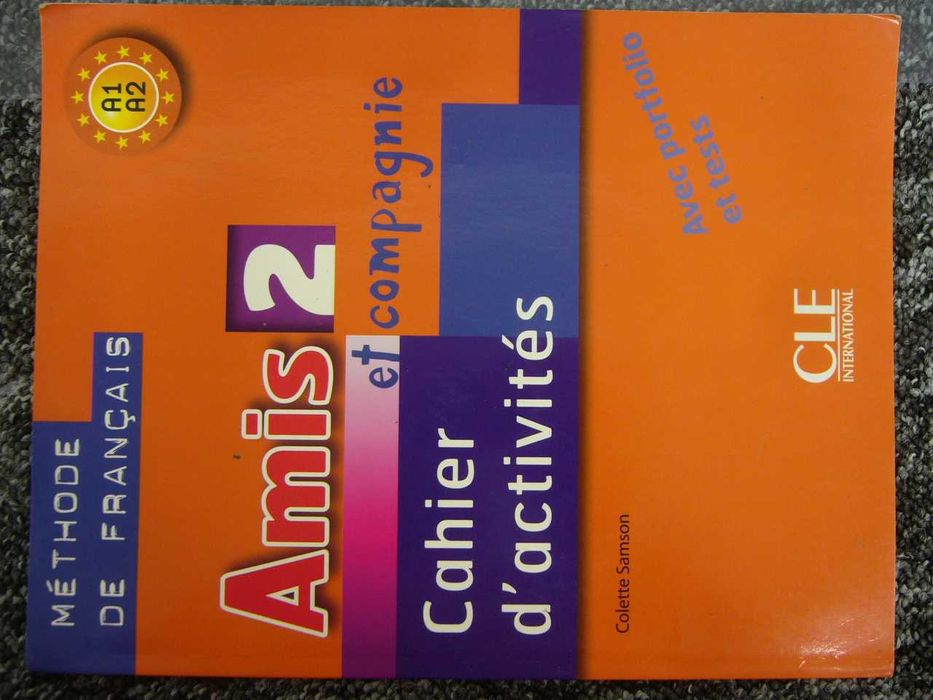 MÉTHODE
DE FRANÇAIS
A1
A2
Amis 2
et compagnie
Cahier
d'activités
Colette Samson
Avec portfolio
et tests
CLE
INTERNATIONAL